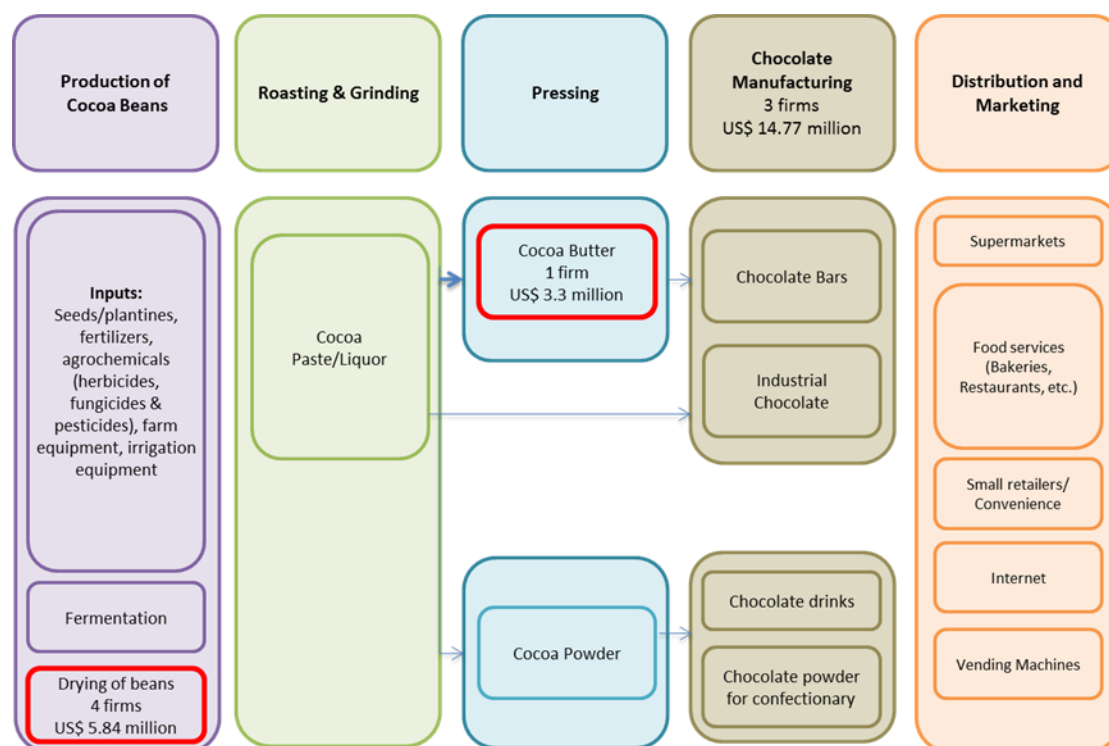 Production of
Cocoa Beans
Roasting & Grinding
Pressing
Chocolate
Manufacturing
3 firms
US$ 14.77 million
Distribution and
Marketing
Inputs:
Seeds/plantines,
fertilizers,
agrochemicals
(herbicides,
fungicides &
pesticides), farm
equipment, irrigation
equipment
Fermentation
Drying of beans
4 firms
US$ 5.84 million
Cocoa
Paste/Liquor
Cocoa Butter
1 firm
US$ 3.3 million
Cocoa Powder
Chocolate Bars
Industrial
Chocolate
Chocolate drinks
Chocolate powder
for confectionary
Supermarkets
Food services
(Bakeries,
Restaurants, etc.)
Small retailers/
Convenience
Internet
Vending Machines